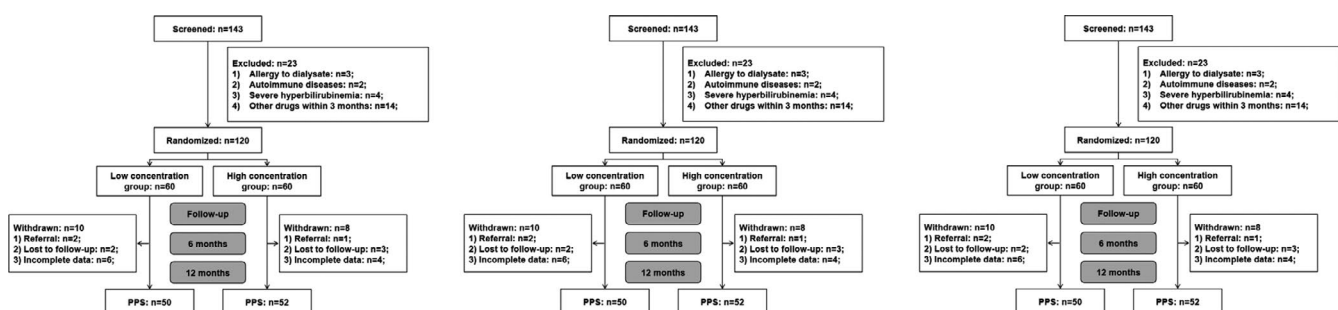 Screened: n=143
Excluded: n=23
1) Allergy to dialysate: n=3;
2) Autoimmune diseases: n=2;
3) Severe hyperbilirubinemia: n=4;
4) Other drugs within 3 months: n=14;
Randomized: n=120
Low concentration
group: n=60
High concentration
group: n=60
Withdrawn: n=10
1) Referral: n=2;
2) Lost to follow-up: n=2;
3) Incomplete data: n=6;
Follow-up
6 months
12 months
Withdrawn: n=8
1) Referral: n=1;
2) Lost to follow-up: n=3;
3) Incomplete data: n=4;
PPS: n=50
PPS: n=52
Screened: n=143
Excluded: n=23
1) Allergy to dialysate: n=3;
2) Autoimmune diseases: n=2;
3) Severe hyperbilirubinemia: n=4;
4) Other drugs within 3 months: n=14;
Randomized: n=120
Low concentration
group: n=60
High concentration
group: n=60
Withdrawn: n=10
1) Referral: n=2;
2) Lost to follow-up: n=2;
3) Incomplete data: n=6;
Follow-up
6 months
12 months
Withdrawn: n=8
1) Referral: n=1;
2) Lost to follow-up: n=3;
3) Incomplete data: n=4;
PPS: n=50
PPS: n=52
Screened: n=143
Excluded: n=23
1) Allergy to dialysate: n=3;
2) Autoimmune diseases: n=2;
3) Severe hyperbilirubinemia: n=4;
4) Other drugs within 3 months: n=14;
Randomized: n=120
Low concentration
group: n=60
High concentration
group: n=60
Withdrawn: n=10
1) Referral: n=2;
2) Lost to follow-up: n=2;
3) Incomplete data: n=6;
Follow-up
6 months
12 months
Withdrawn: n=8
1) Referral: n=1;
2) Lost to follow-up: n=3;
3) Incomplete data: n=4;
PPS: n=50
PPS: n=52